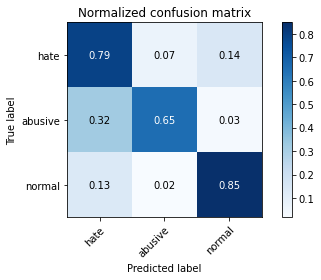 Normalized confusion matrix
True label
hate
0.79 0.07 0.14
abusive
0.32 0.65 0.03
normal
0.13 0.02 0.85
hate abusive normal
Predicted label
0.8
0.7
0.6
0.5
0.4
0.3
0.2
0.1